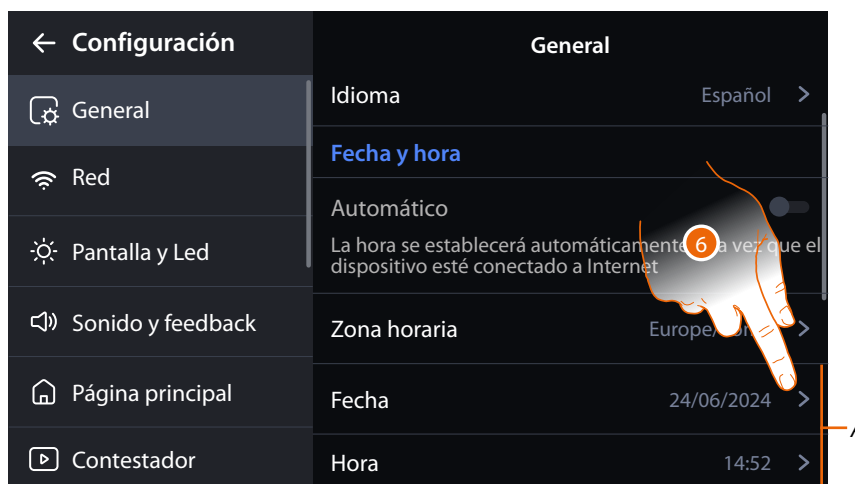 Configuración
General
Red
Pantalla y Led
Sonido y feedback
Página principal
Contestador
General
Idioma Español
Fecha y hora
Automático
La hora se establecerá automáticamente vez que el
dispositivo esté conectado a Internet
6
Zona horaria
Fecha 24/06/2024
Hora 14:52